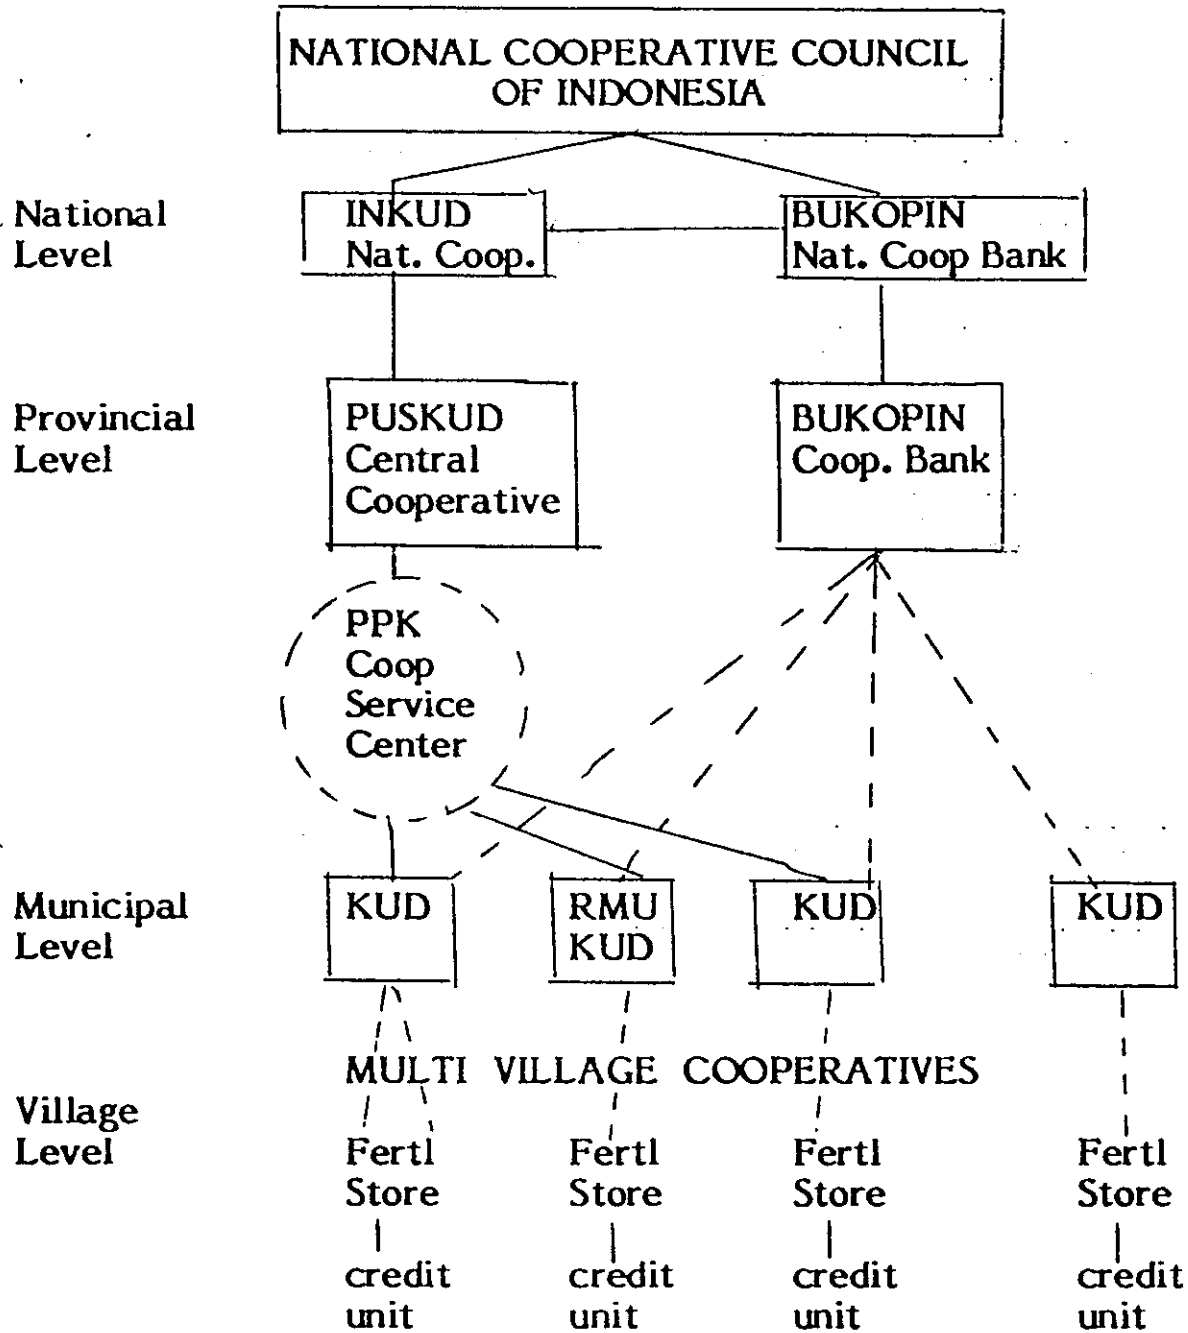 NATIONAL COOPERATIVE COUNCIL
OF INDONESIA
National
Level
INKUD
Nat. Coop.
BUKOPIN
Nat. Coop Bank
Provincial
Level
PUSKUD
Central
Cooperative
BUKOPIN
Coop. Bank
PPK
Coop
Service
Center
Municipal
Level
KUD
RMU
KUD
KUD
KUD
MULTI VILLAGE COOPERATIVES
Village
Level
Fertl
Store
Fertl
Store
Fertl
Store
Fertl
Store
credit
unit
credit
unit
credit
unit
credit
unit